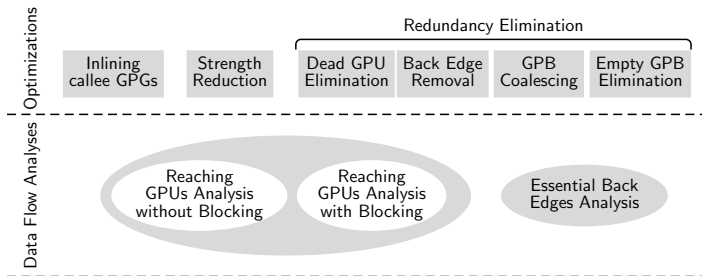 Redundancy Elimination
Optimizations
Inlining
callee GPGs
Strength
Reduction
Dead GPU
Elimination
Back Edge
Removal
GPB
Coalescing
Empty GPB
Elimination
Data Flow Analyses
Reaching
GPUs Analysis
without Blocking
Reaching
GPUs Analysis
with Blocking
Essential Back
Edges Analysis